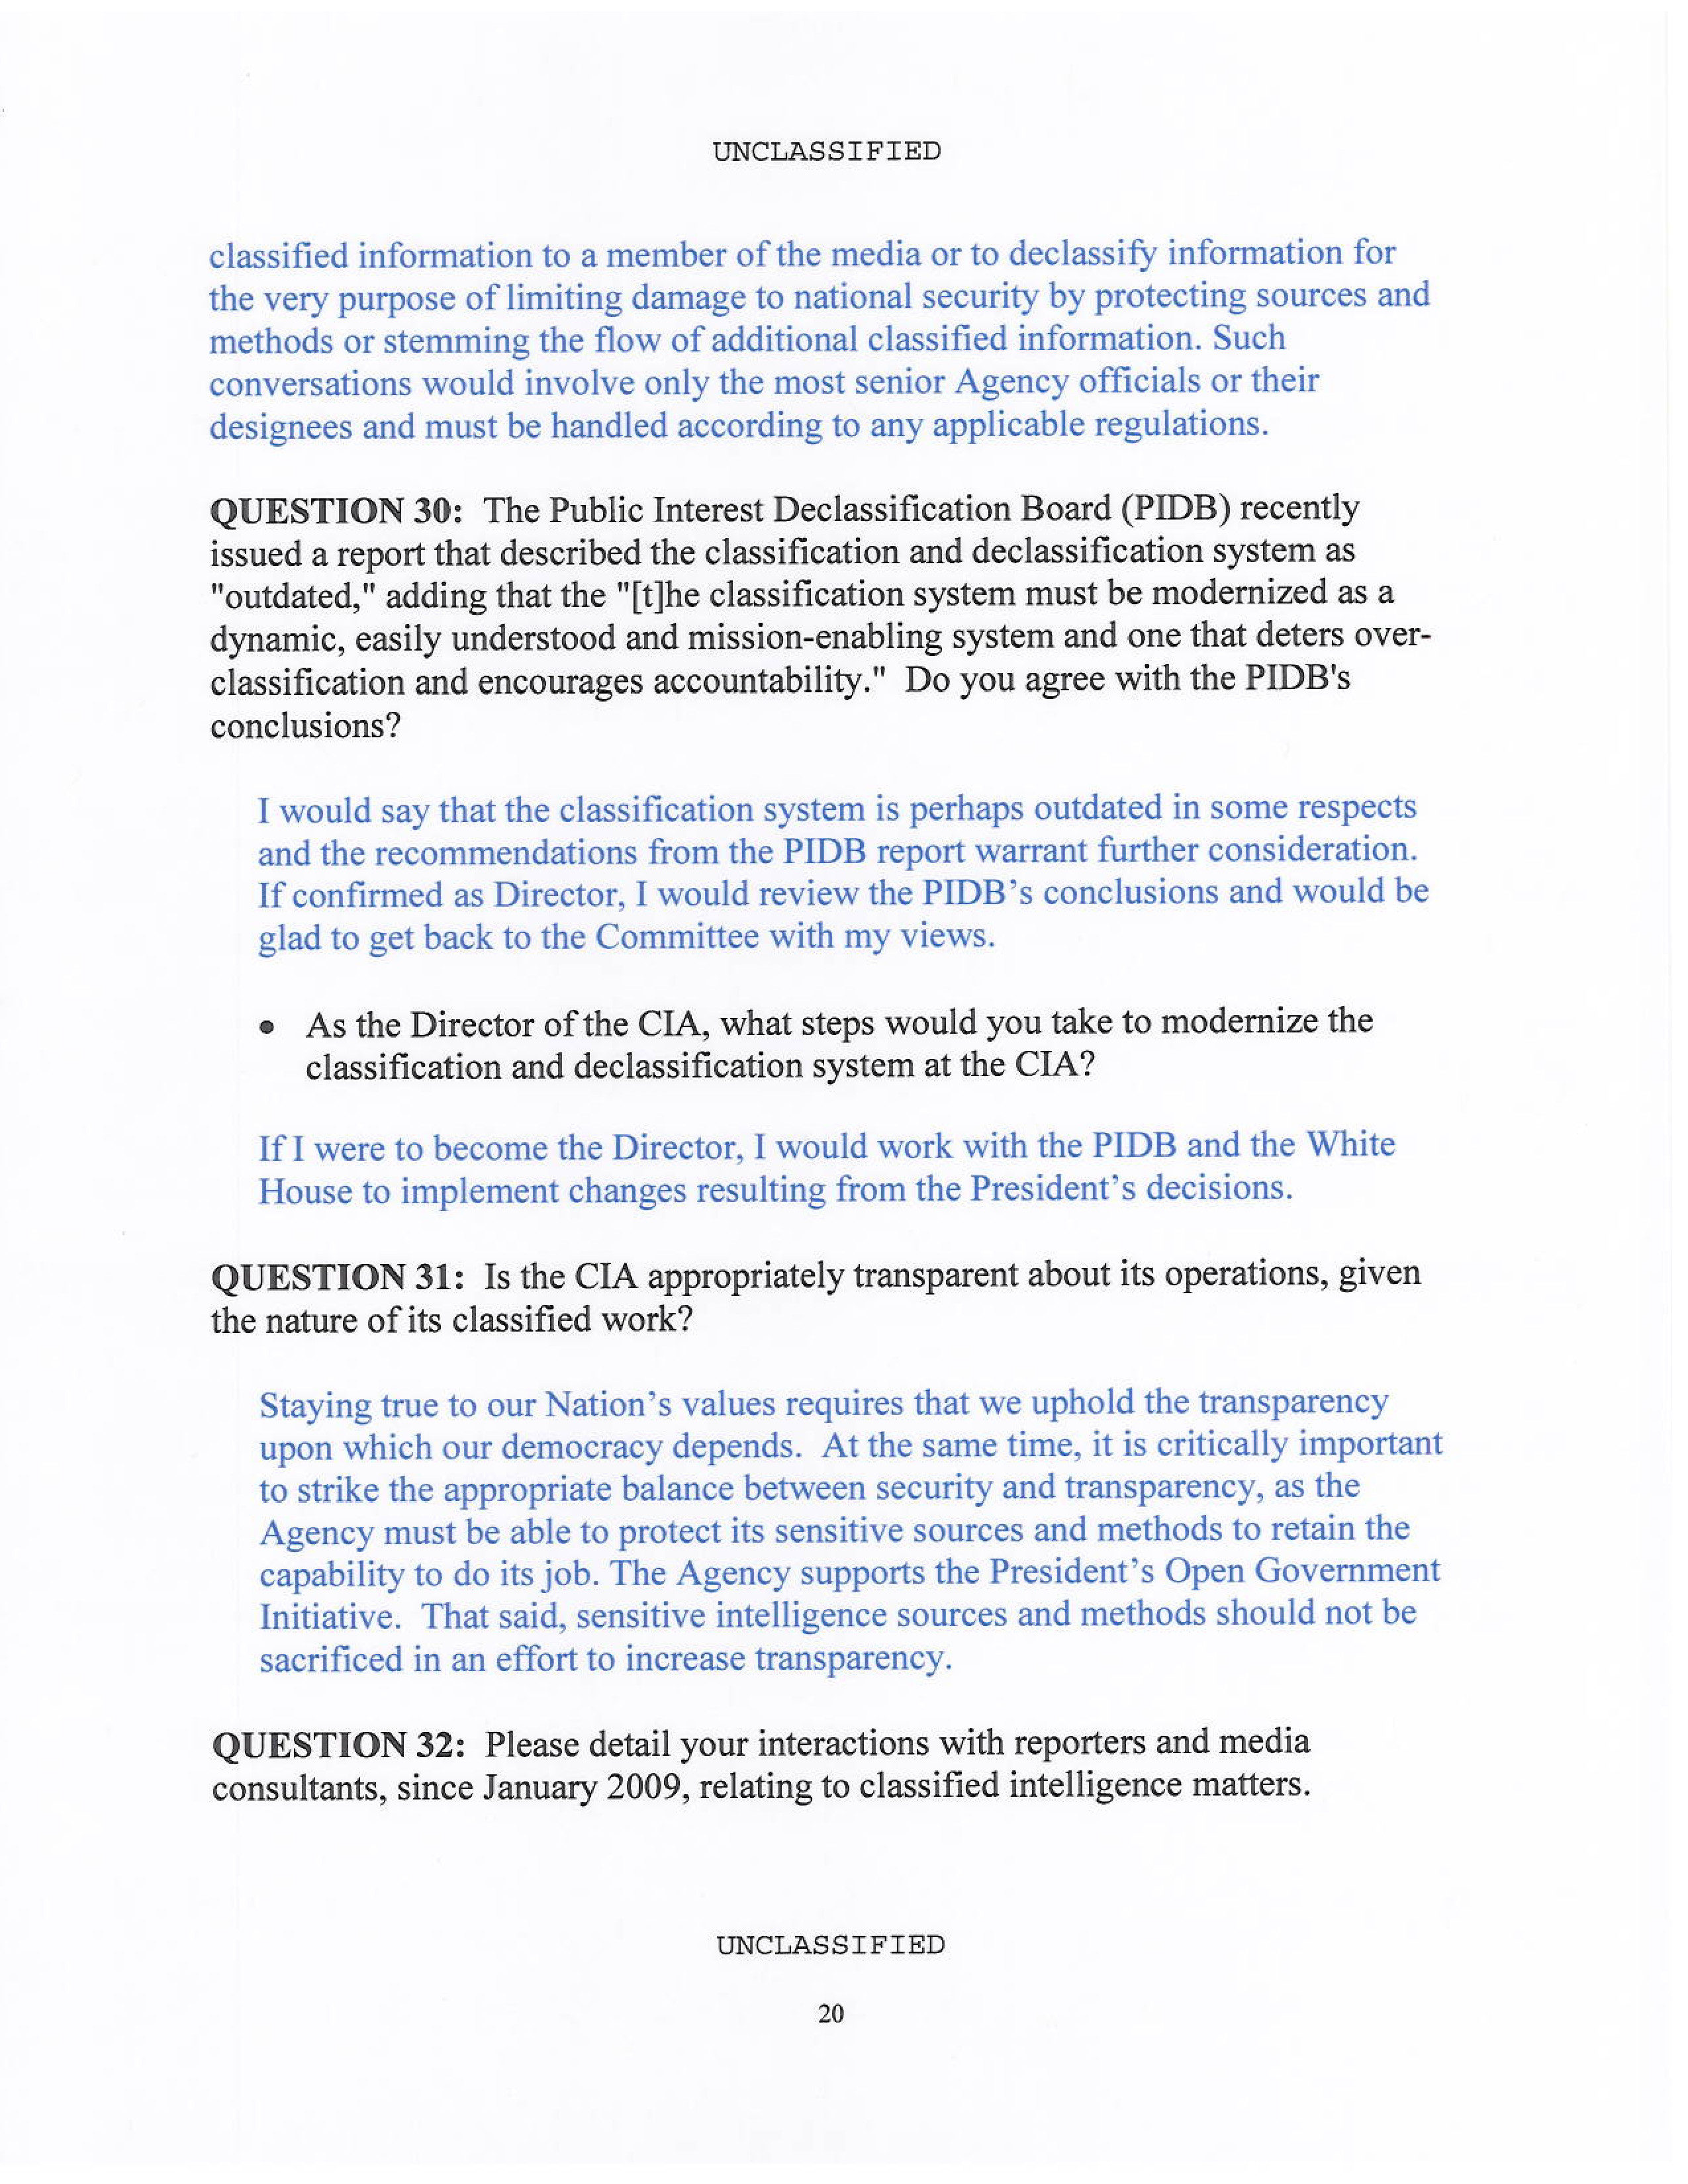 UNCLASSIFIED
classified information to a member of the media or to declassify information for
the very purpose of limiting damage to national security by protecting sources and
methods or stemming the flow of additional classified information. Such
conversations would involve only the most senior Agency officials or their
designees and must be handled according to any applicable regulations.
QUESTION 30: The Public Interest Declassification Board (PIDB) recently
issued a report that described the classification and declassification system as
"outdated," adding that the "[t]he classification system must be modernized as a
dynamic, easily understood and mission-enabling system and one that deters over-
classification and encourages accountability." Do you agree with the PIDB's
conclusions?
I would say that the classification system is perhaps outdated in some respects
and the recommendations from the PIDB report warrant further consideration.
If confirmed as Director, I would review the PIDB’s conclusions and would be
glad to get back to the Committee with my views.
• As the Director of the CIA, what steps would you take to modernize the
classification and declassification system at the CIA?
If I were to become the Director, I would work with the PIDB and the White
House to implement changes resulting from the President’s decisions.
QUESTION 31: Is the CIA appropriately transparent about its operations, given
the nature of its classified work?
Staying true to our Nation’s values requires that we uphold the transparency
upon which our democracy depends. At the same time, it is critically important
to strike the appropriate balance between security and transparency, as the
Agency must be able to protect its sensitive sources and methods to retain the
capability to do its job. The Agency supports the President’s Open Government
Initiative. That said, sensitive intelligence sources and methods should not be
sacrificed in an effort to increase transparency.
QUESTION 32: Please detail your interactions with reporters and media
consultants, since January 2009, relating to classified intelligence matters.
UNCLASSIFIED
20